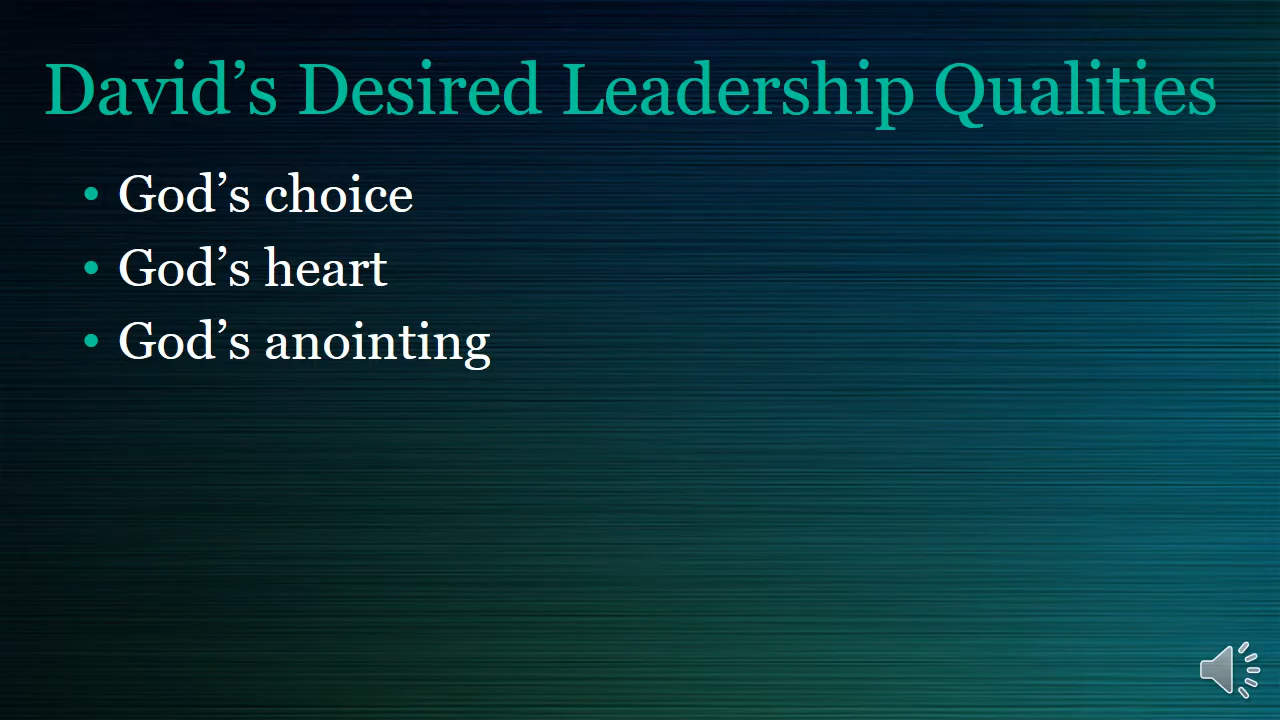 David’s Desired Leadership Qualities
• God’s choice
• God’s heart
• God’s anointing